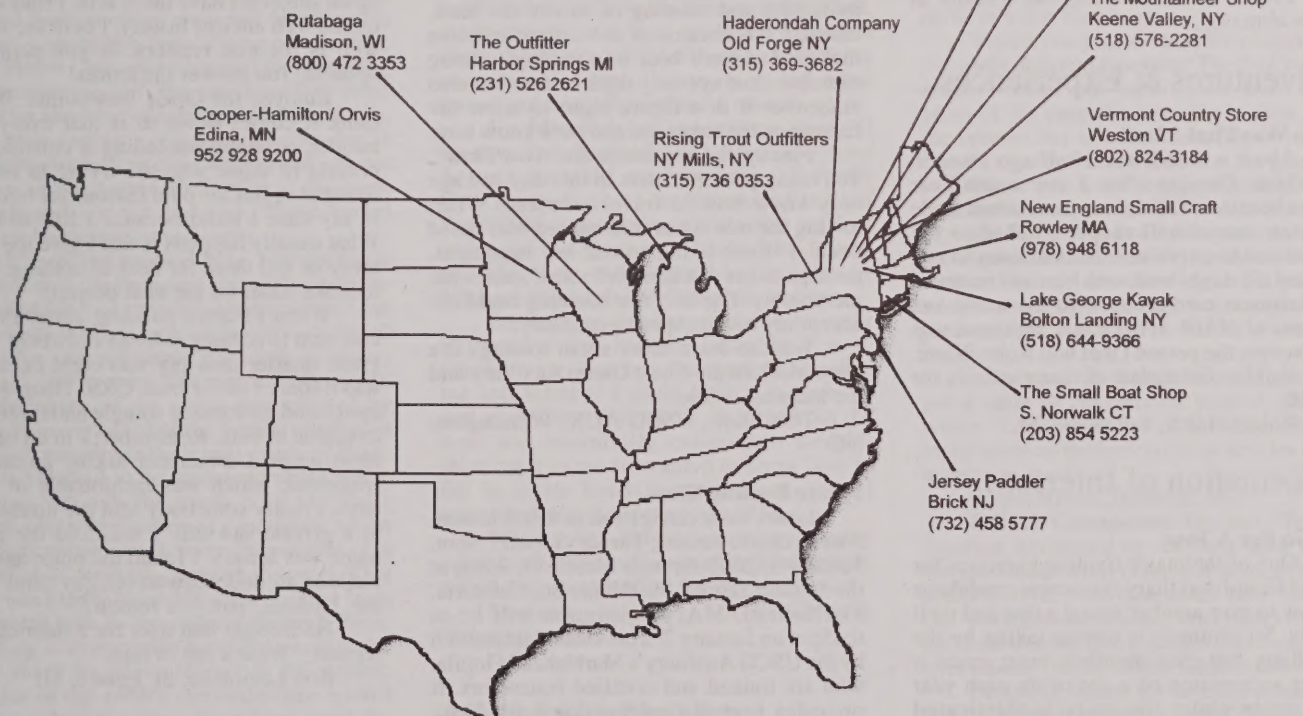 Rutabaga
Madison, WI
(800) 472 3353
The Outfitter
Harbor Springs MI
(231) 526 2621
Haderondah Company
Old Forge NY
(315) 369-3682
The Mountaineer Shop
Keene Valley, NY
(518) 576-2281
Cooper-Hamilton/ Orvis
Edina, MN
952 928 9200
Rising Trout Outfitters
NY Mills, NY
(315) 736 0353
Vermont Country Store
Weston VT
(802) 824-3184
New England Small Craft
Rowley MA
(978) 948 6118
Lake George Kayak
Bolton Landing NY
(518) 644-9366
The Small Boat Shop
S. Norwalk CT
(203) 854 5223
Jersey Paddler
Brick NJ
(732) 458 5777